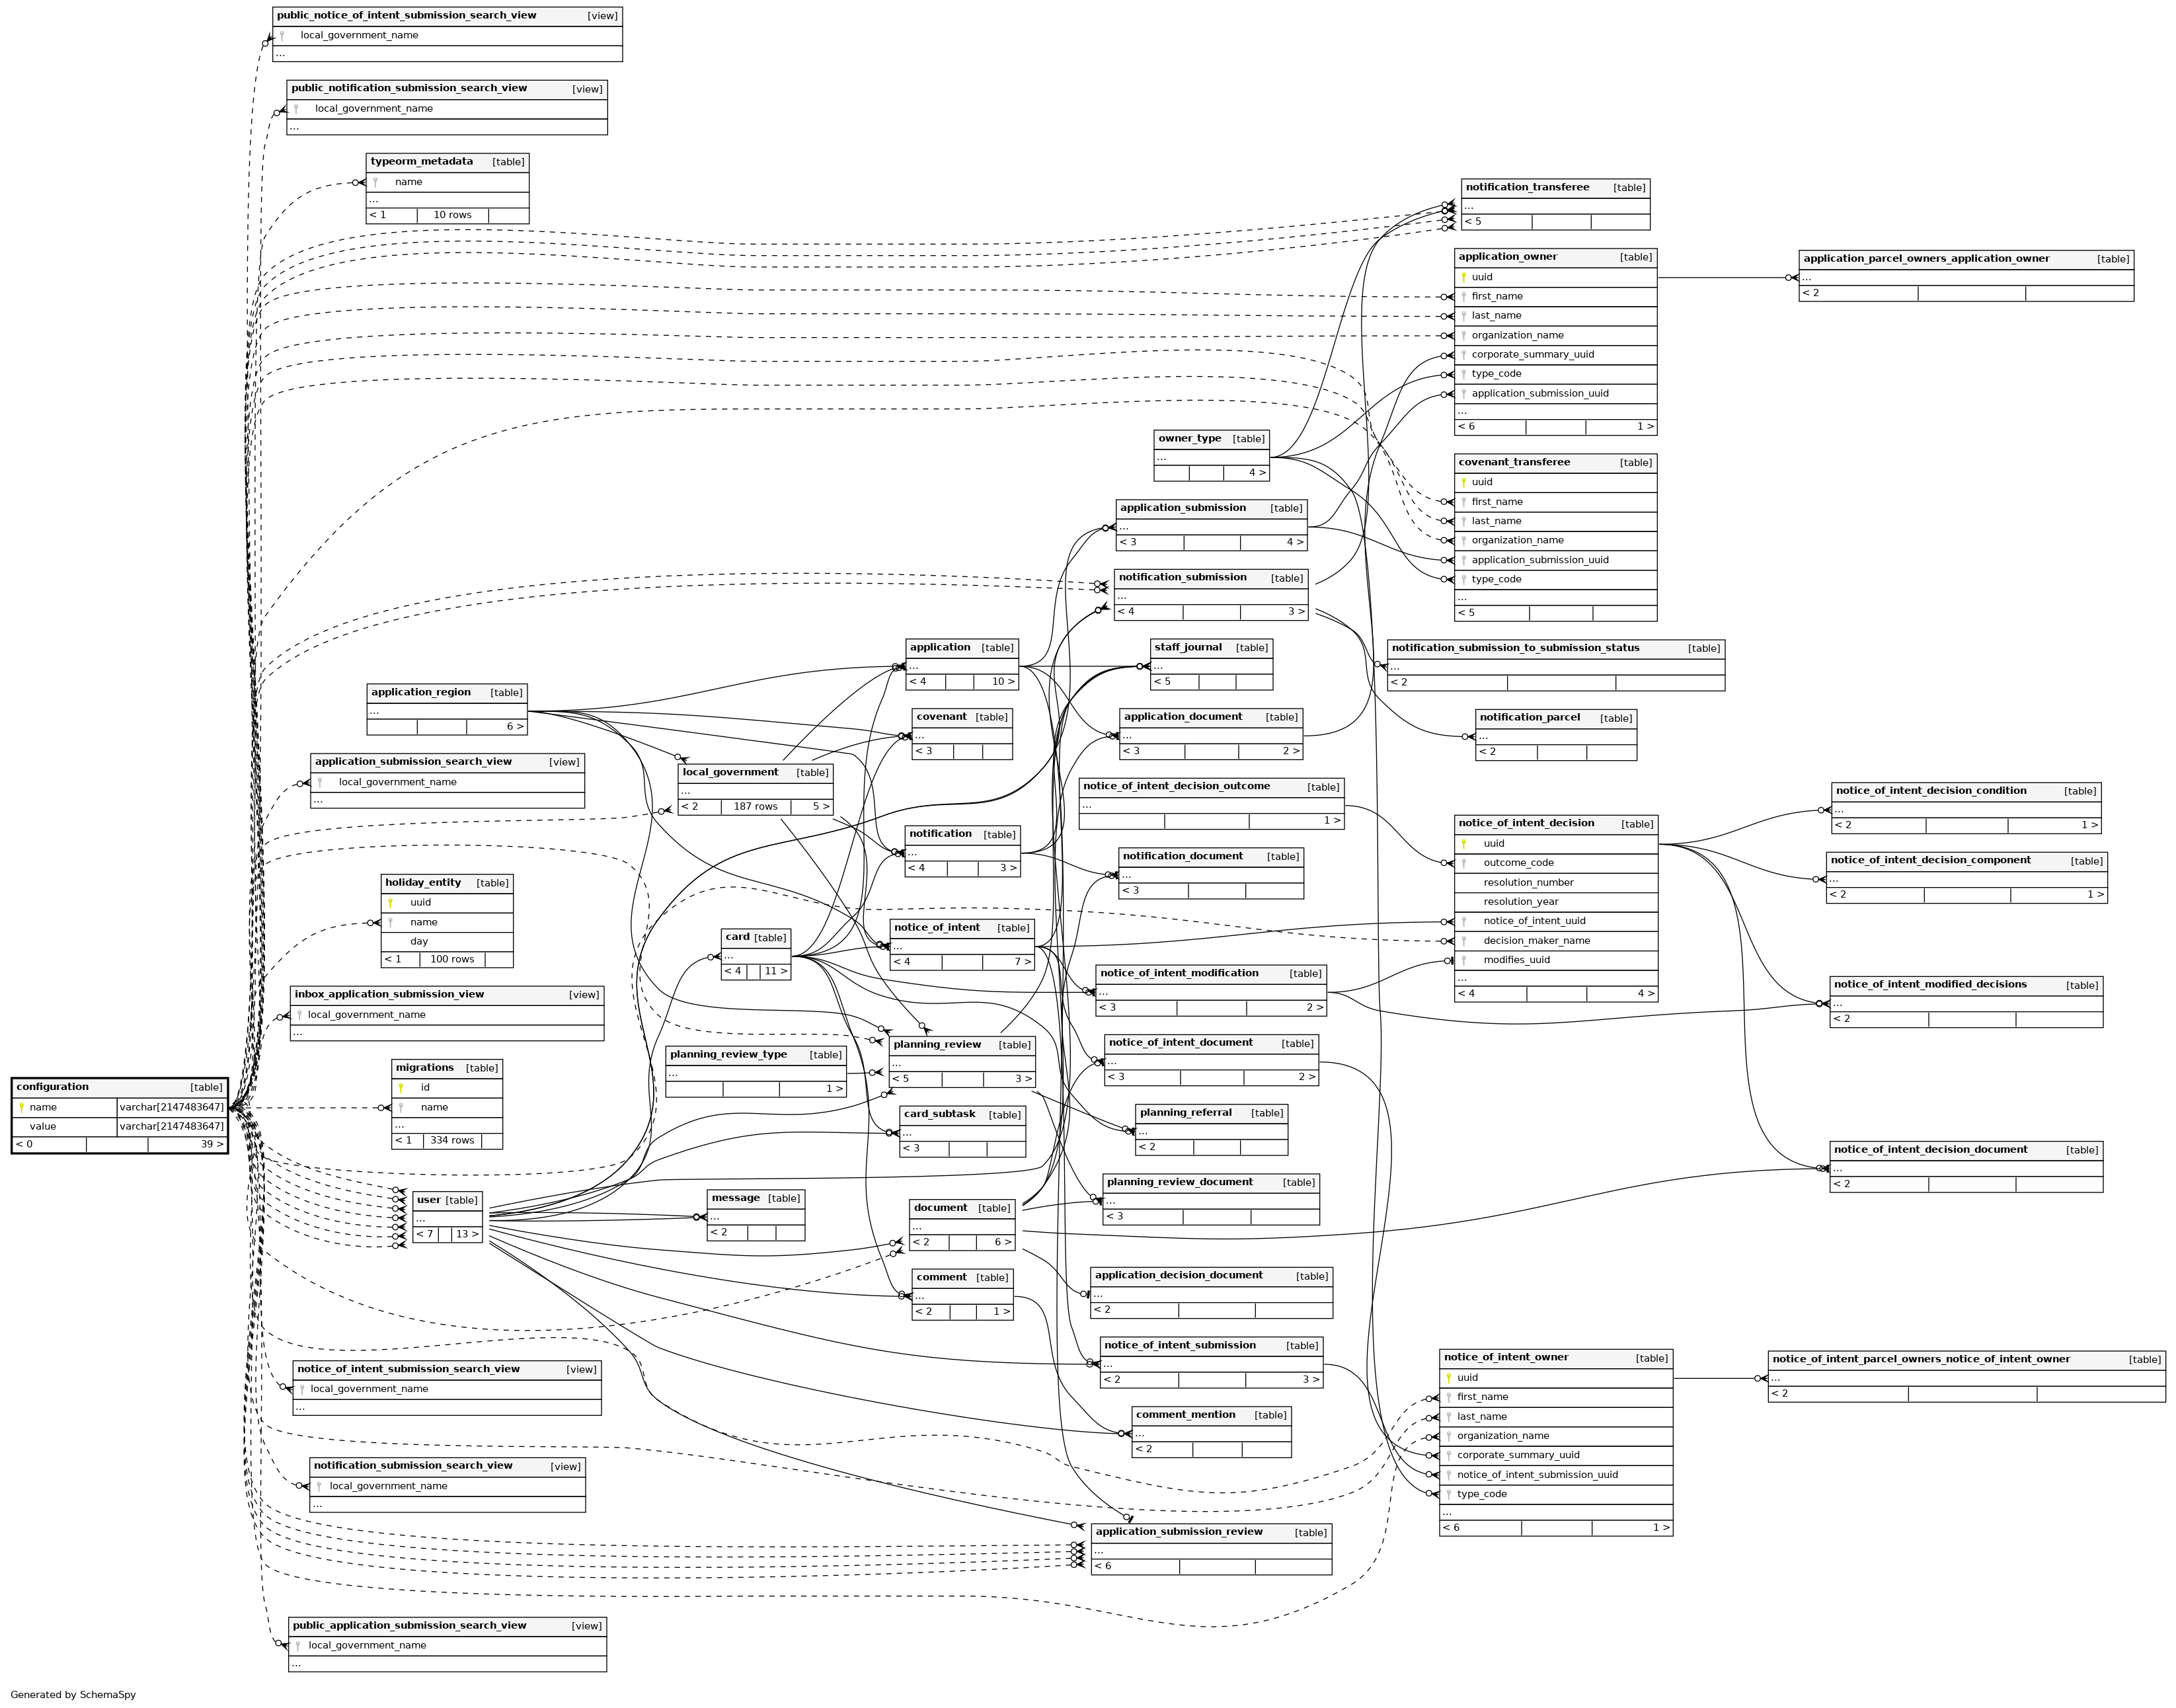 public_notice_of_intent_submission_search_view [view]
local_government_name
...
public_notification_submission_search_view [view]
local_government_name
...
typeorm_metadata [table]
name
...
< 1 10 rows
notification_transferee [table]
...
< 5
application_owner [table]
uuid
first_name
last_name
organization_name
corporate_summary_uuid
type_code
application_submission_uuid
...
< 6 1 >
application_parcel_owners_application_owner [table]
...
< 2
owner_type [table]
...
4 >
covenant_transferee [table]
uuid
first_name
last_name
organization_name
application_submission_uuid
type_code
...
< 5
application_submission [table]
...
< 3 4 >
notification_submission [table]
...
< 4 3 >
application [table]
...
< 4 10 >
staff_journal [table]
...
< 5
notification_submission_to_submission_status [table]
...
< 2
application_region [table]
...
6 >
covenant [table]
...
< 3
application_document [table]
...
< 3 2 >
notification_parcel [table]
...
< 2
application_submission_search_view [view]
local_government_name
...
local_government [table]
...
< 2 187 rows 5 >
notice_of_intent_decision_outcome [table]
...
1 >
notice_of_intent_decision [table]
uuid
outcome_code
resolution_number
resolution_year
notice_of_intent_uuid
decision_maker_name
modifies_uuid
...
< 4 4 >
notice_of_intent_decision_condition [table]
...
< 2 1 >
notification [table]
...
< 4 3 >
notification_document [table]
...
< 3
notice_of_intent_decision_component [table]
...
< 2 1 >
holiday_entity [table]
uuid
name
day
< 1 100 rows
card [table]
...
< 4 11 >
notice_of_intent [table]
...
< 4 7 >
notice_of_intent_modification [table]
...
< 3 2 >
notice_of_intent_modified_decisions [table]
...
< 2
inbox_application_submission_view [view]
local_government_name
...
planning_review [table]
...
< 5 3 >
planning_review_type [table]
...
1 >
notice_of_intent_document [table]
...
< 3 2 >
configuration [table]
name varchar[2147483647]
value varchar[2147483647]
< 0 39 >
migrations [table]
id
name
...
< 1 334 rows
card_subtask [table]
...
< 3
planning_referral [table]
...
< 2
notice_of_intent_decision_document [table]
...
< 2
user [table]
...
< 7 13 >
message [table]
...
< 2
document [table]
...
< 2 6 >
planning_review_document [table]
...
< 3
comment [table]
...
< 2 1 >
application_decision_document [table]
...
< 2
notice_of_intent_submission [table]
...
< 2 3 >
notice_of_intent_submission_search_view [view]
local_government_name
...
notice_of_intent_owner [table]
uuid
first_name
last_name
organization_name
corporate_summary_uuid
notice_of_intent_submission_uuid
type_code
...
< 6 1 >
notice_of_intent_parcel_owners_notice_of_intent_owner [table]
...
< 2
comment_mention [table]
...
< 2
notification_submission_search_view [view]
local_government_name
...
application_submission_review [table]
...
< 6
public_application_submission_search_view [view]
local_government_name
...
Generated by SchemaSpy